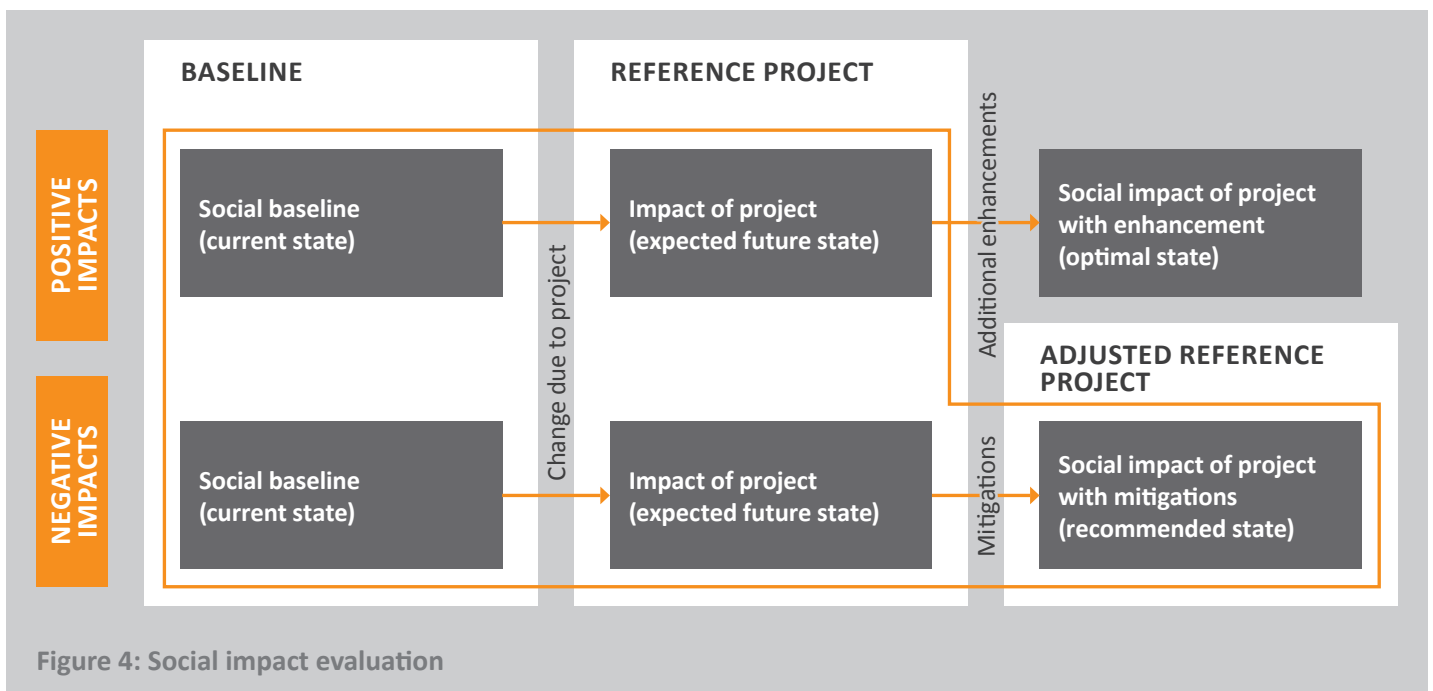 BASELINE
REFERENCE PROJECT
POSITIVE
IMPACTS
Social baseline
(current state)
Change due to project
Impact of project
(expected future state)
Additional enhancements
Social impact of project
with enhancement
(optimal state)
ADJUSTED REFERENCE
PROJECT
NEGATIVE
IMPACTS
Social baseline
(current state)
Impact of project
(expected future state)
Mitigations
Social impact of project
with mitigations
(recommended state)
Figure 4: Social impact evaluation